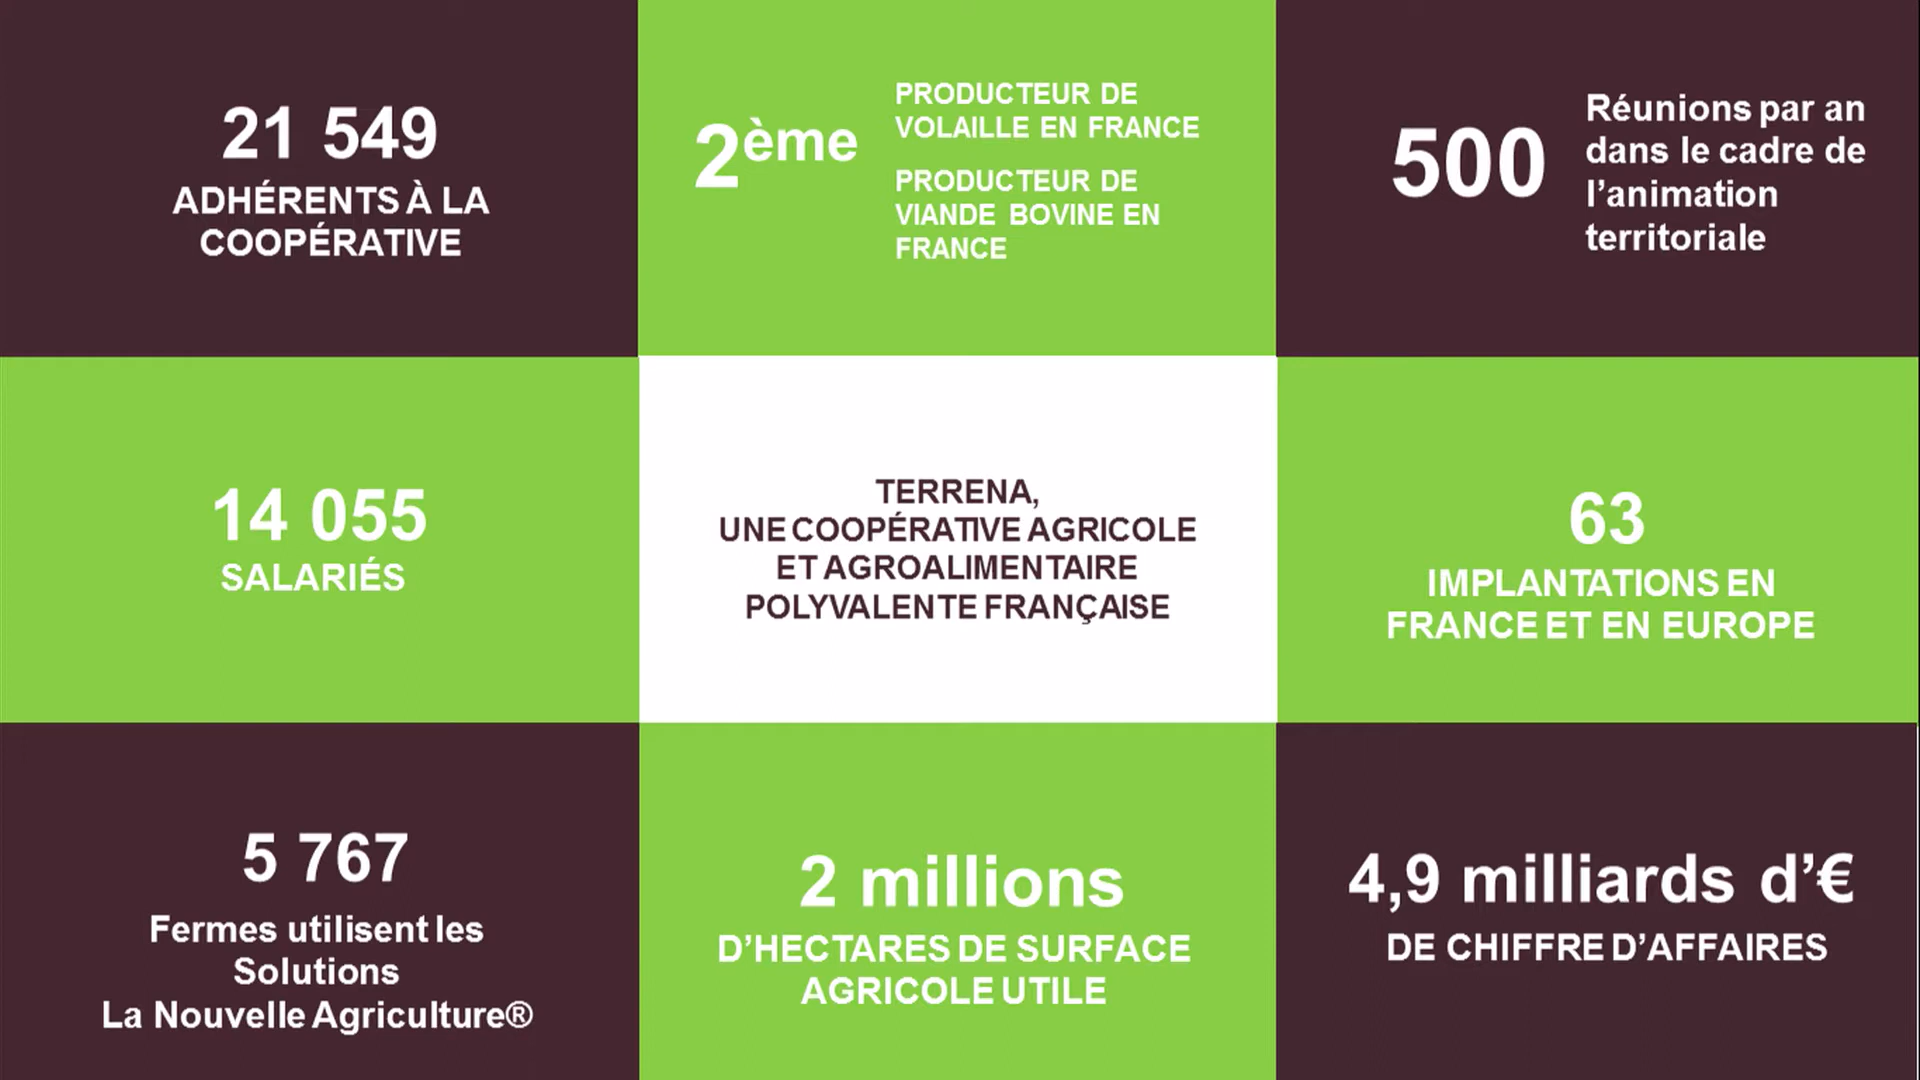 21 549
ADHÉRENTS À LA
COOPÉRATIVE
2ème
PRODUCTEUR DE
VOLAILLE EN FRANCE
PRODUCTEUR DE
VIANDE BOVINE EN
FRANCE
500
Réunions par an
dans le cadre de
l’animation
territoriale
14 055
SALARIÉS
TERRENA,
UNE COOPÉRATIVE AGRICOLE
ET AGROALIMENTAIRE
POLYVALENTE FRANÇAISE
63
IMPLANTATIONS EN
FRANCE ET EN EUROPE
5 767
Fermes utilisent les
Solutions
La Nouvelle Agriculture®
2 millions
D’HECTARES DE SURFACE
AGRICOLE UTILE
4,9 milliards d’€
DE CHIFFRE D’AFFAIRES